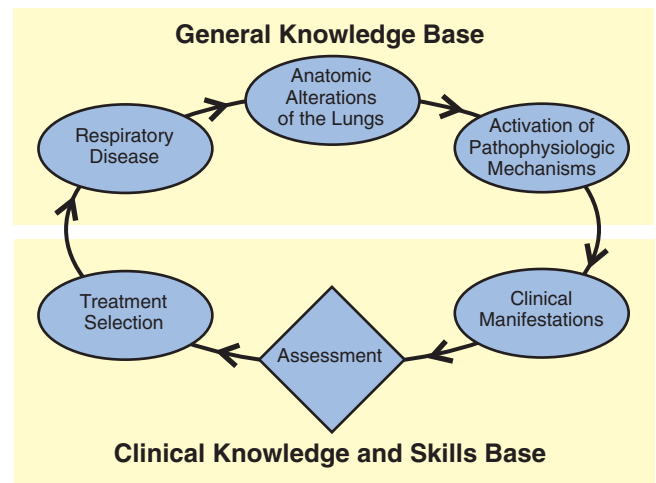 General Knowledge Base
Anatomic
Alterations
of the Lungs
Respiratory
Disease
Activation of
Pathophysiologic
Mechanisms
Treatment
Selection
Assessment
Clinical
Manifestations
Clinical Knowledge and Skills Base